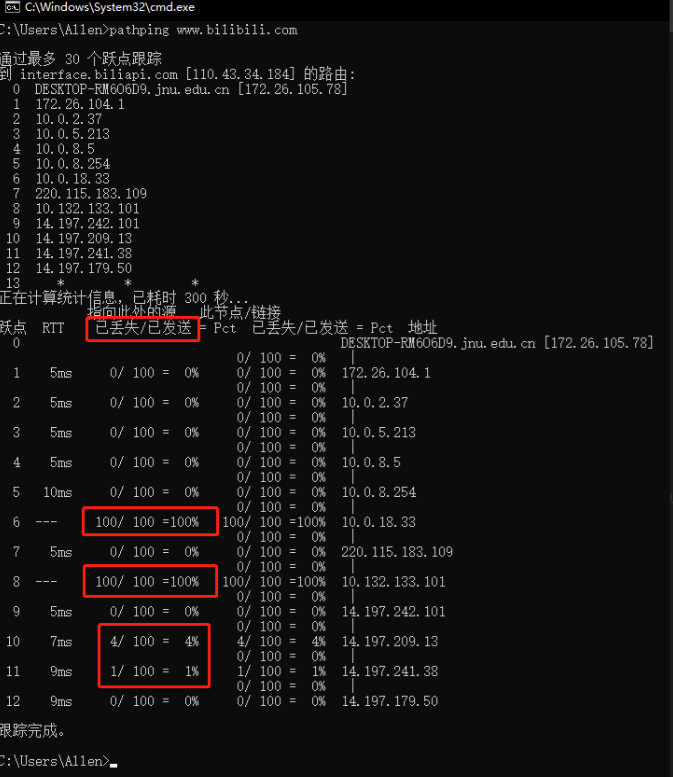 C:\Windows\System32\cmd.exe
C:\Users\Allen>pathping www.bilibili.com
通过最多 30 个跃点跟踪
到 interface.biliapi.com [110.43.34.184] 的路由:
0 DESKTOP-RM6O6D9.jnu.edu.cn [172.26.105.78]
1 172.26.104.1
2 10.0.2.37
3 10.0.5.213
4 10.0.8.5
5 10.0.8.254
6 10.0.18.33
7 220.115.183.109
8 10.132.133.101
9 14.197.242.101
10 14.197.209.13
11 14.197.241.38
12 14.197.179.50
13 * * *
正在计算统计信息，已耗时 300 秒...
指向此处的源 此节点/链接
跃点 RTT 已丢失/已发送 = Pct 已丢失/已发送 = Pct 地址
0 DESKTOP-RM6O6D9.jnu.edu.cn [172.26.105.78]
0/ 100 = 0% |
1 5ms 0/ 100 = 0% 0/ 100 = 0% 172.26.104.1
0/ 100 = 0% |
2 5ms 0/ 100 = 0% 0/ 100 = 0% 10.0.2.37
0/ 100 = 0% |
3 5ms 0/ 100 = 0% 0/ 100 = 0% 10.0.5.213
0/ 100 = 0% |
4 5ms 0/ 100 = 0% 0/ 100 = 0% 10.0.8.5
0/ 100 = 0% |
5 10ms 0/ 100 = 0% 0/ 100 = 0% 10.0.8.254
0/ 100 = 0% |
6 --- 100/ 100 =100% 100/ 100 =100% 10.0.18.33
0/ 100 = 0% |
7 5ms 0/ 100 = 0% 0/ 100 = 0% 220.115.183.109
0/ 100 = 0% |
8 --- 100/ 100 =100% 100/ 100 =100% 10.132.133.101
0/ 100 = 0% |
9 5ms 0/ 100 = 0% 0/ 100 = 0% 14.197.242.101
0/ 100 = 0% |
10 7ms 4/ 100 = 4% 4/ 100 = 4% 14.197.209.13
0/ 100 = 0% |
11 9ms 1/ 100 = 1% 1/ 100 = 1% 14.197.241.38
0/ 100 = 0% |
12 9ms 0/ 100 = 0% 0/ 100 = 0% 14.197.179.50
跟踪完成。
C:\Users\Allen>